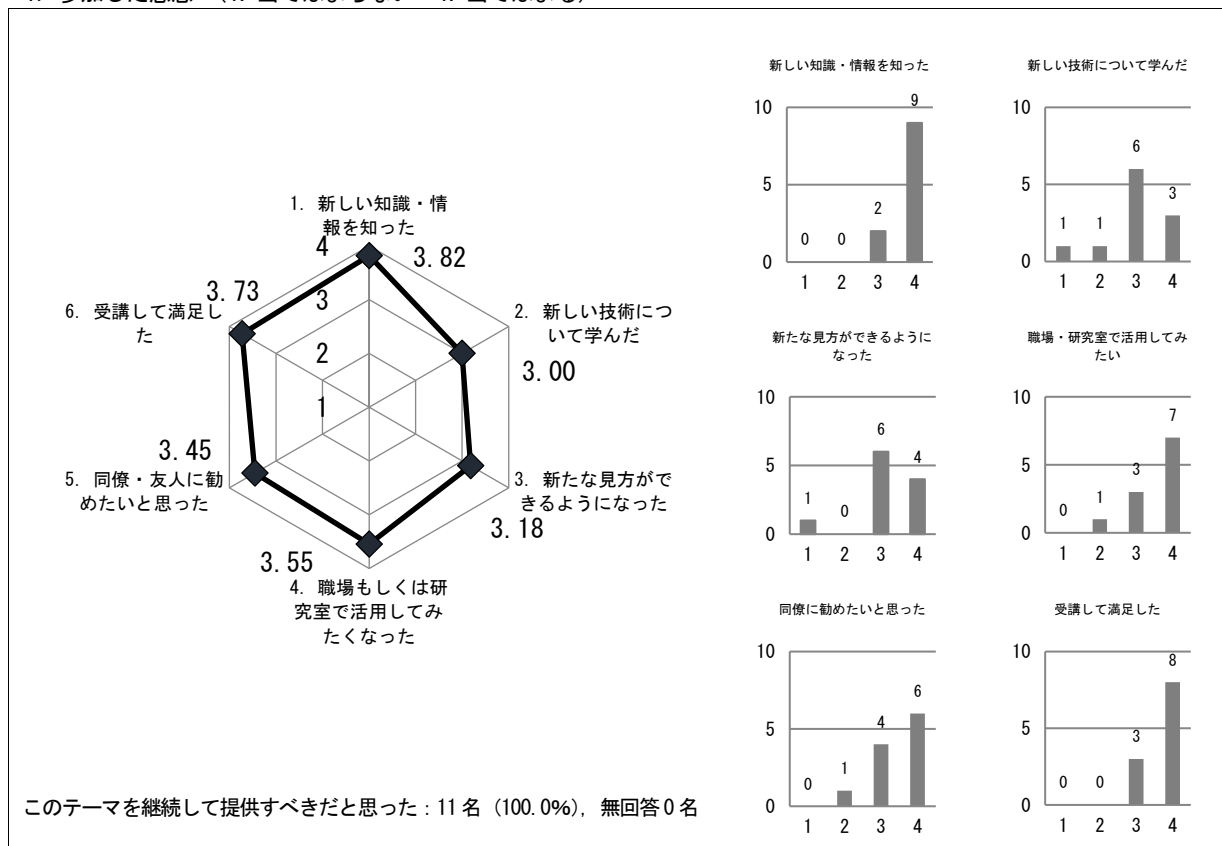 1. 新しい知識・情
報を知った
4
3.82
3.73
3
6. 受講して満足し
た
2. 新しい技術につ
いて学んだ
2
3.00
1
3.45
5. 同僚・友人に勧
めたいと思った
3. 新たな見方がで
きるようになった
3.18
3.55
4. 職場もしくは研
究室で活用してみ
たくなった
このテーマを継続して提供すべきだと思った：11名（100.0%），無回答0名
新しい知識・情報を知った
10
5
0
0
0
2
9
1 2 3 4
新しい技術について学んだ
10
5
0
1
1
6
3
1 2 3 4
新たな見方ができるように
なった
10
5
0
1
0
6
4
1 2 3 4
職場・研究室で活用してみ
たい
10
5
0
0
1
3
7
1 2 3 4
同僚に勧めたいと思った
10
5
0
0
1
4
6
1 2 3 4
受講して満足した
10
5
0
0
0
3
8
1 2 3 4